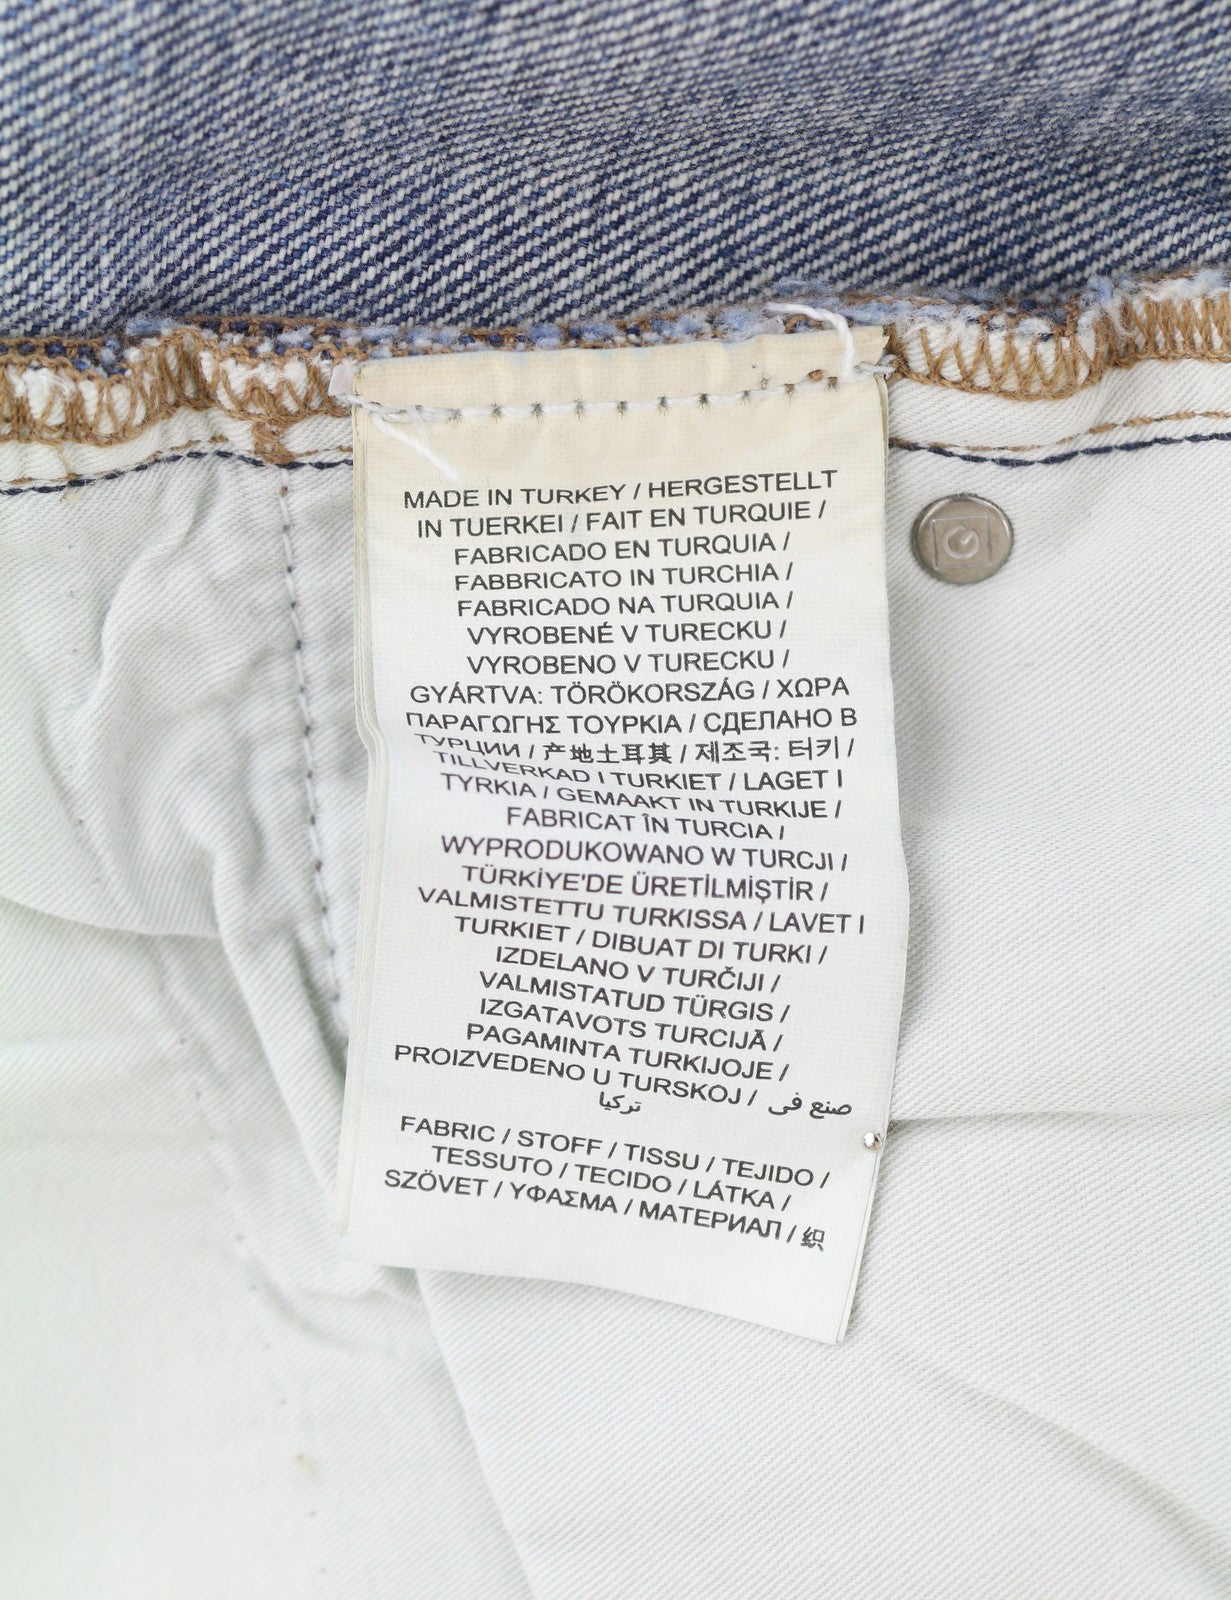 MADE IN TURKEY / HERGESTELLT
IN TUERKEI / FAIT EN TURQUIE /
FABRICADO EN TURQUIA /
FABBRICATO IN TURCHIA /
FABRICADO NA TURQUIA /
VYROBENÉ V TURECKU /
VYROBENO V TURECKU /
GYÁRTVA: TÖRÖKORSZÁG / ΧΩΡΑ
ΠΑΡΑΓΩΓΗΣ ΤΟΥΡΚΙΑ / СДЕЛАНО В
ТУРЦИИ / 产地土耳其 / 제조국: 터키 /
TILLVERKAD I TURKIET / LAGET I
TYRKIA / GEMAAKT IN TURKIJE /
FABRICAT ÎN TURCIA /
WYPRODUKOWANO W TURCJI /
TÜRKİYE'DE ÜRETİLMİŞTİR /
VALMISTETTU TURKISSA / LAVET I
TURKIET / DIBUAT DI TURKI /
IZDELANO V TURČIJI /
VALMISTATUD TÜRGIS /
IZGATAVOTS TURCIJĀ /
PAGAMINTA TURKIJOJE /
PROIZVEDENO U TURSKOJ / صنع في
تركيا
FABRIC / STOFF / TISSU / TEJIDO /
TESSUTO / TECIDO / LÁTKA /
SZÖVET / ΥΦΑΣΜΑ / МАТЕРИАЛ / 织
G